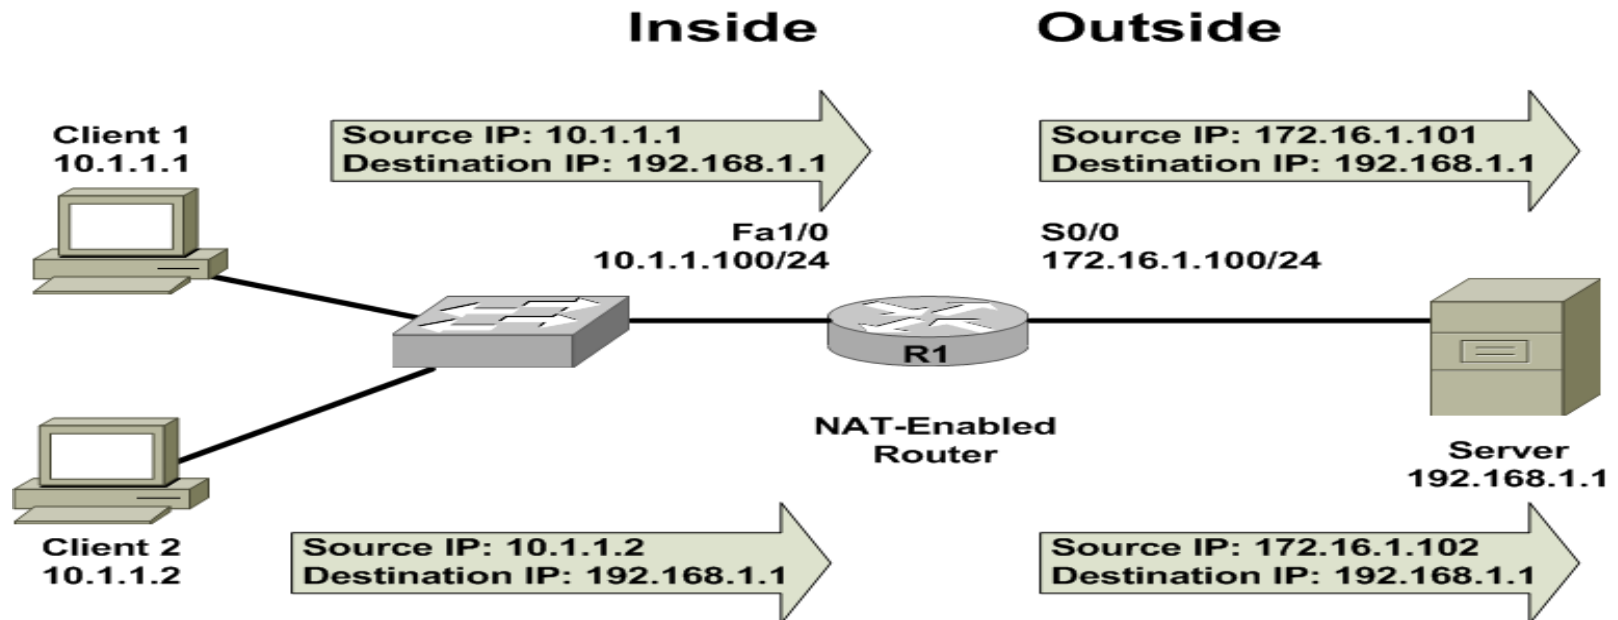 Inside
Outside
Client 1
10.1.1.1
Source IP: 10.1.1.1
Destination IP: 192.168.1.1
Source IP: 172.16.1.101
Destination IP: 192.168.1.1
Fa1/0
10.1.1.100/24
S0/0
172.16.1.100/24
R1
NAT-Enabled
Router
Server
192.168.1.1
Client 2
10.1.1.2
Source IP: 10.1.1.2
Destination IP: 192.168.1.1
Source IP: 172.16.1.102
Destination IP: 192.168.1.1